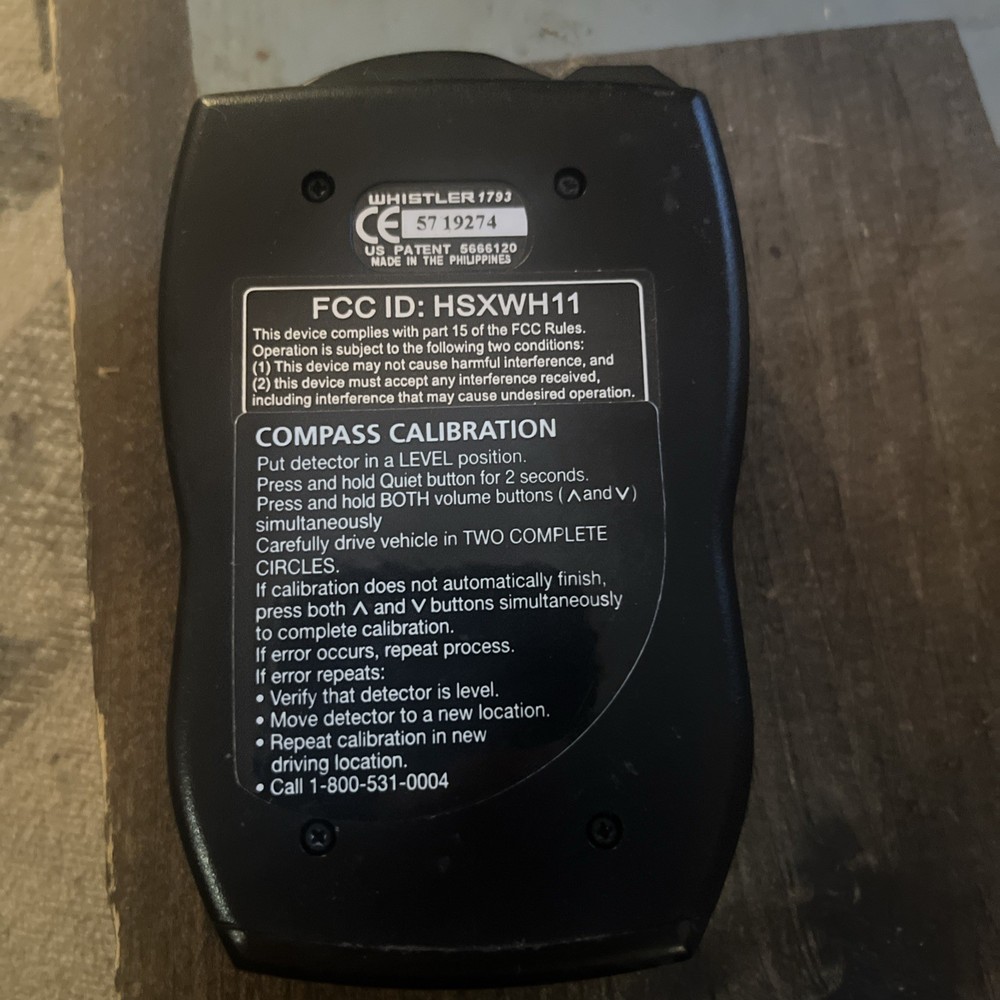 WHISTLER 1793
CE 57 19274
US PATENT 5666120
MADE IN THE PHILIPPINES
FCC ID: HSXWH11
This device complies with part 15 of the FCC Rules.
Operation is subject to the following two conditions:
(1) This device may not cause harmful interference, and
(2) this device must accept any interference received,
including interference that may cause undesired operation.
COMPASS CALIBRATION
Put detector in a LEVEL position.
Press and hold Quiet button for 2 seconds.
Press and hold BOTH volume buttons (∧and∨)
simultaneously
Carefully drive vehicle in TWO COMPLETE
CIRCLES.
If calibration does not automatically finish,
press both ∧ and ∨ buttons simultaneously
to complete calibration.
If error occurs, repeat process.
If error repeats:
• Verify that detector is level.
• Move detector to a new location.
• Repeat calibration in new
driving location.
• Call 1-800-531-0004